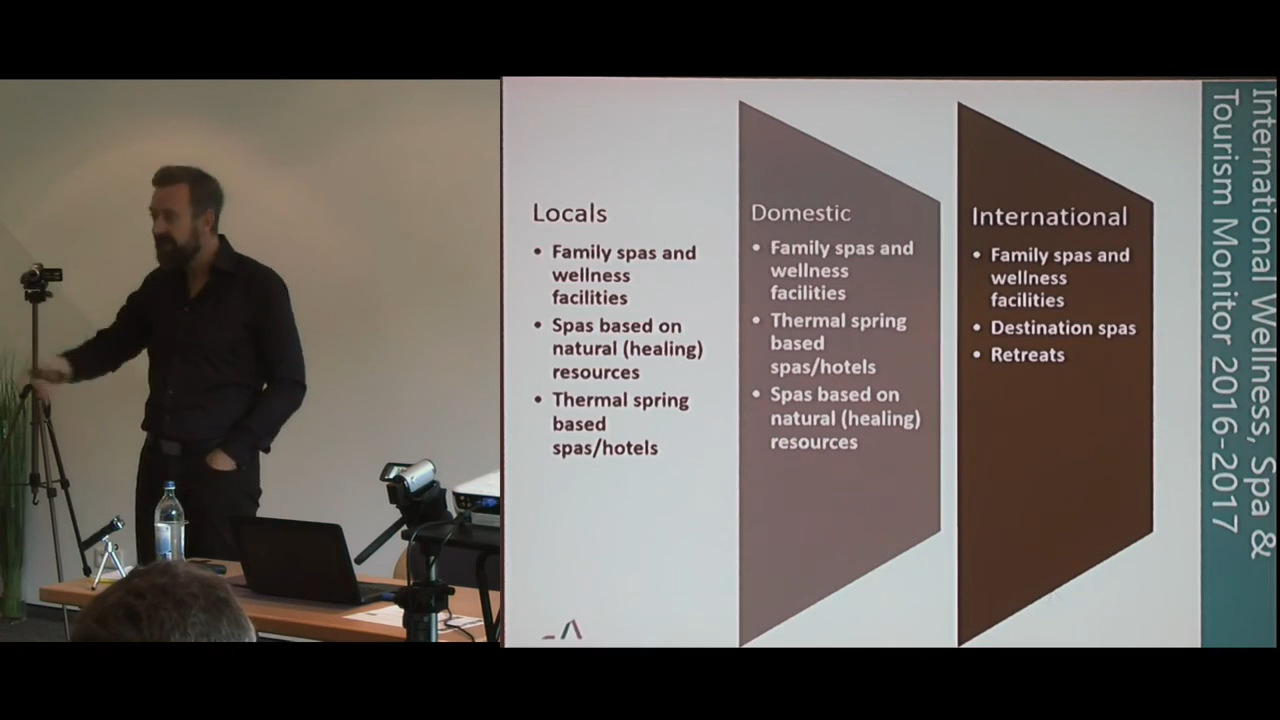 Locals
• Family spas and
wellness
facilities
• Spas based on
natural (healing)
resources
• Thermal spring
based
spas/hotels
Domestic
• Family spas and
wellness
facilities
• Thermal spring
based
spas/hotels
• Spas based on
natural (healing)
resources
International
• Family spas and
wellness
facilities
• Destination spas
• Retreats
International Wellness, Spa &
Tourism Monitor 2016-2017